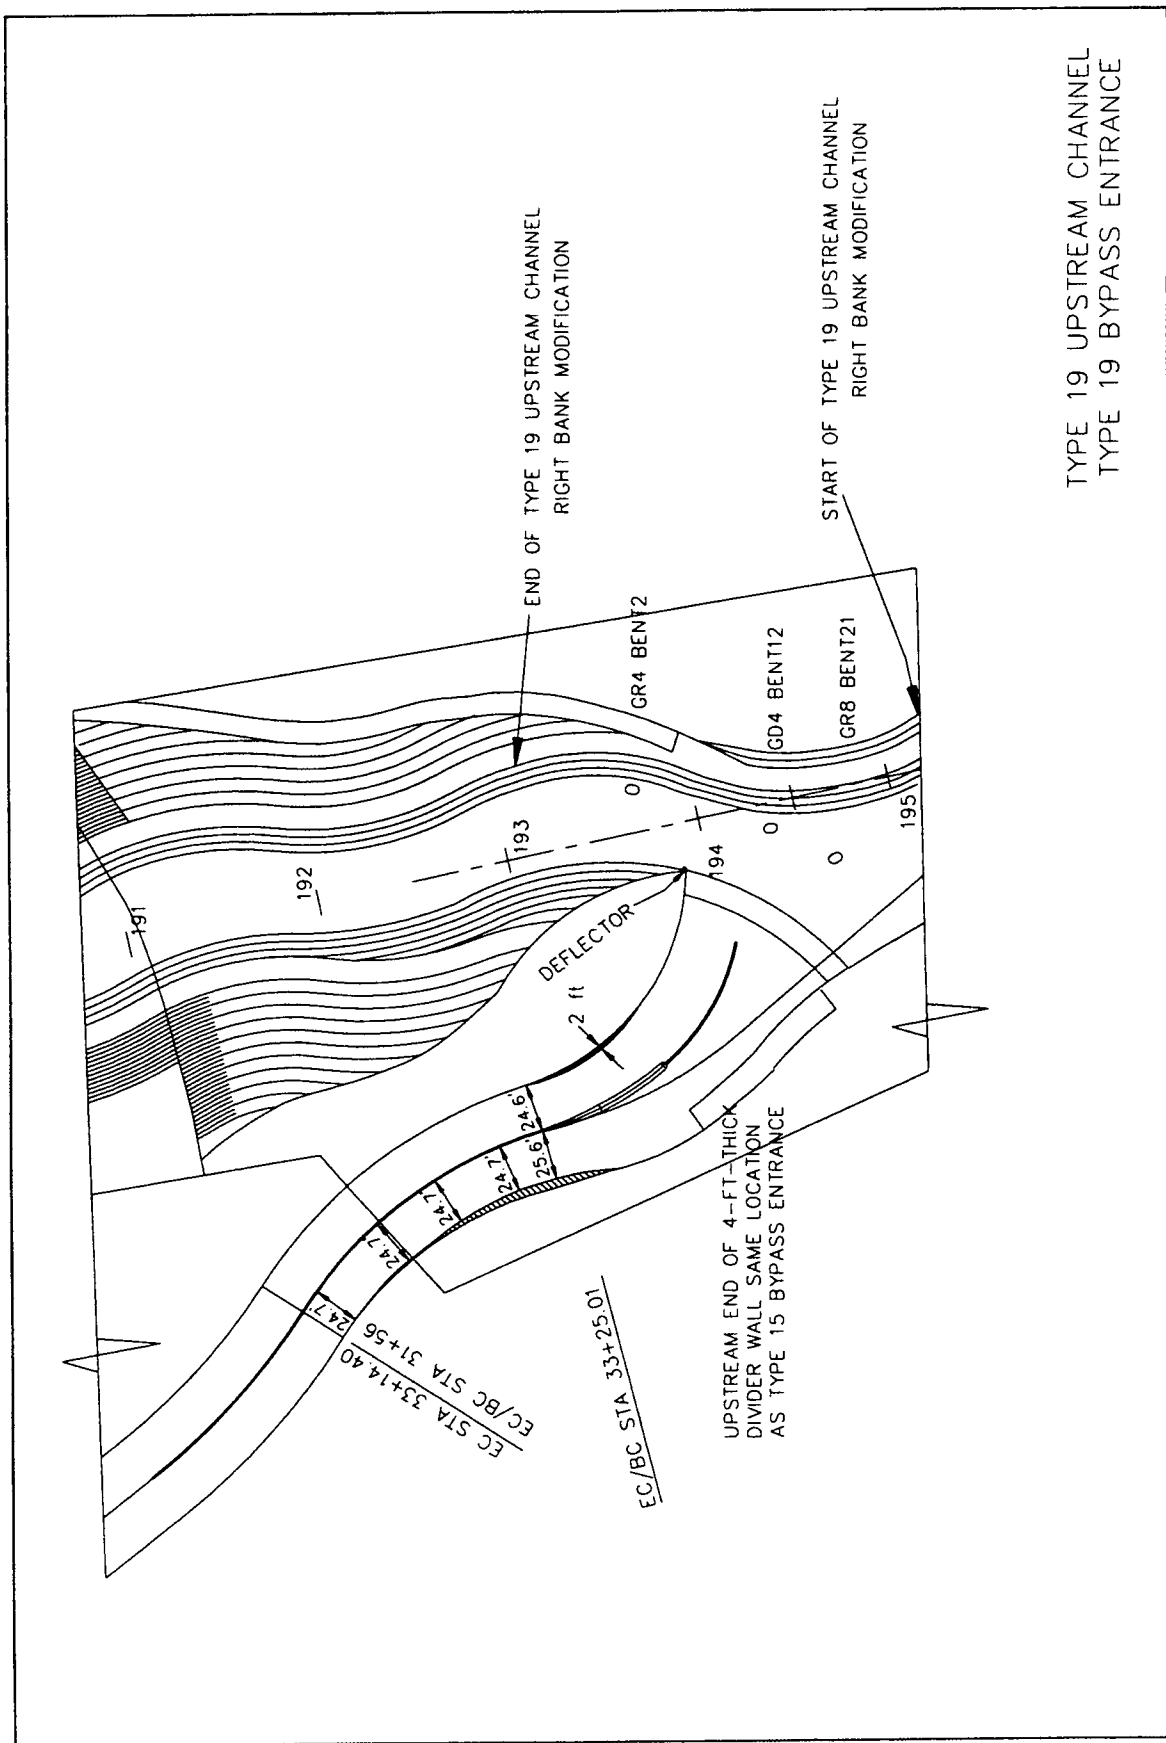 TYPE 19 UPSTREAM CHANNEL
TYPE 19 BYPASS ENTRANCE
START OF TYPE 19 UPSTREAM CHANNEL
RIGHT BANK MODIFICATION
END OF TYPE 19 UPSTREAM CHANNEL
RIGHT BANK MODIFICATION
GR4 BENT2
GD4 BENT12
GR8 BENT21
191
192
193
194
195
O
O
O
DEFLECTOR
2 ft
24.6'
25.6'
24.7'
24.7'
24.7'
24.7'
EC STA 33+14.40
EC/BC STA 31+56
EC/BC STA 33+25.01
UPSTREAM END OF 4-FT-THICK
DIVIDER WALL SAME LOCATION
AS TYPE 15 BYPASS ENTRANCE